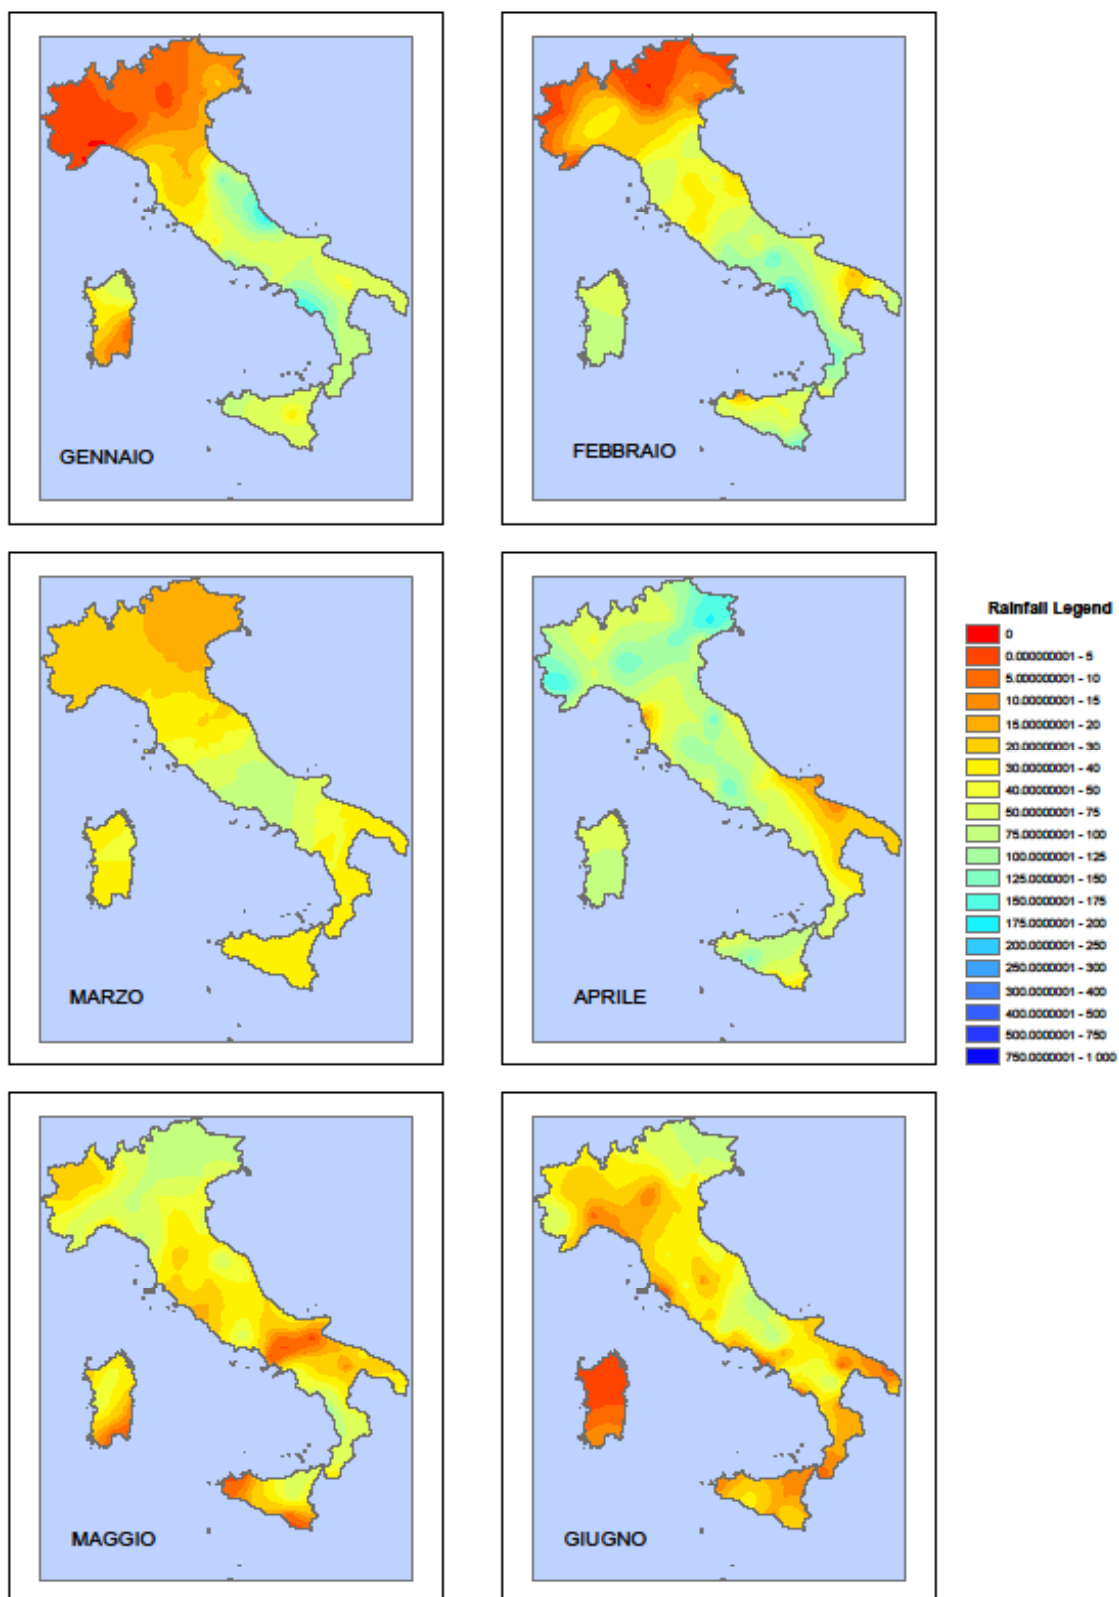 GENNAIO
FEBBRAIO
MARZO
APRILE
Rainfall Legend
0
0.000000001 - 5
5.00000001 - 10
10.00000001 - 15
15.00000001 - 20
20.00000001 - 30
30.00000001 - 40
40.00000001 - 50
50.00000001 - 75
75.00000001 - 100
100.0000001 - 125
125.0000001 - 150
150.0000001 - 175
175.0000001 - 200
200.0000001 - 250
250.0000001 - 300
300.0000001 - 400
400.0000001 - 500
500.0000001 - 750
750.0000001 - 1 000
MAGGIO
GIUGNO